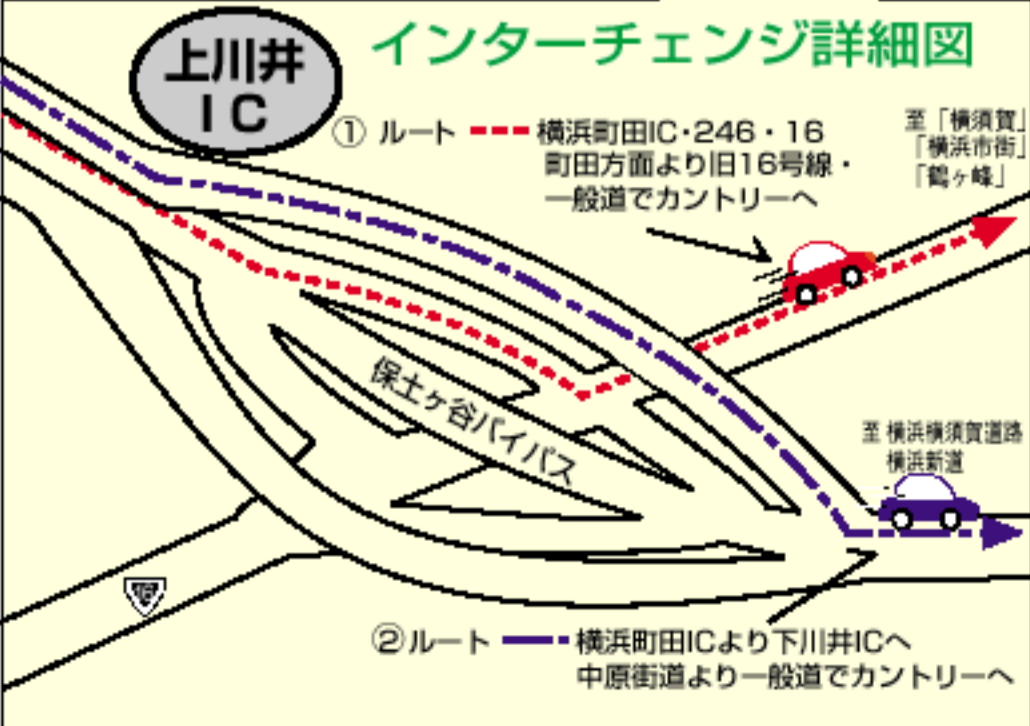 上川井
IC
インターチェンジ詳細図
① ルート
横浜町田IC・246・16
町田方面より旧16号線・
一般道でカントリーへ
至「横須賀」
「横浜市街」
「鶴ヶ峰」
保土ヶ谷バイパス
至 横浜横須賀道路
横浜新道
16
②ルート
横浜町田ICより下川井ICへ
中原街道より一般道でカントリーへ